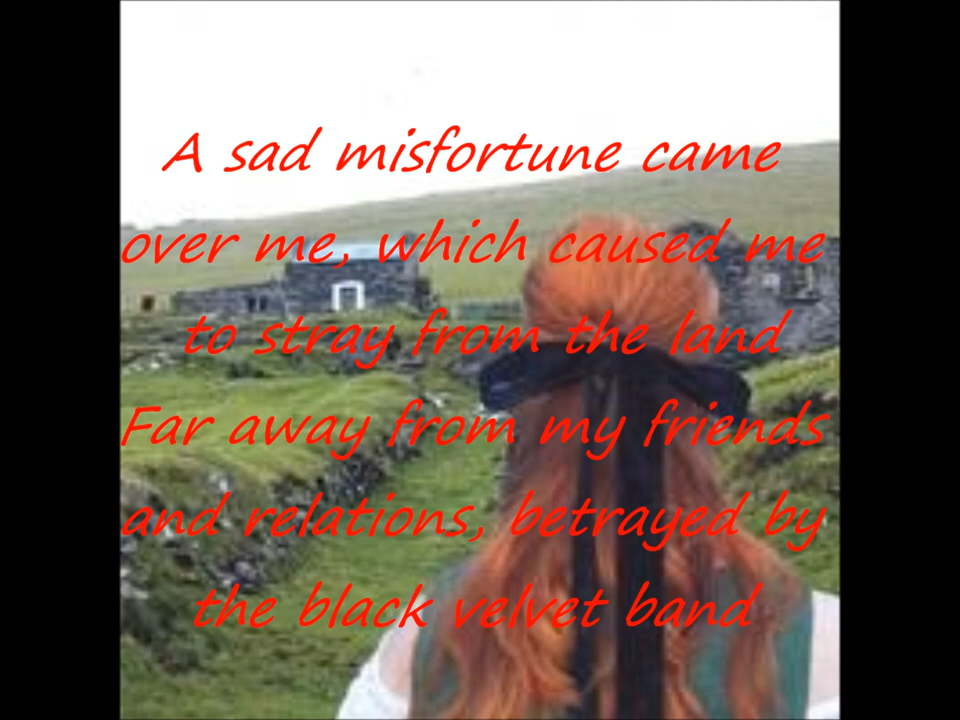 A sad misfortune came
over me, which caused me
to stray from the land
Far away from my friends
and relations, betrayed by
the black velvet band